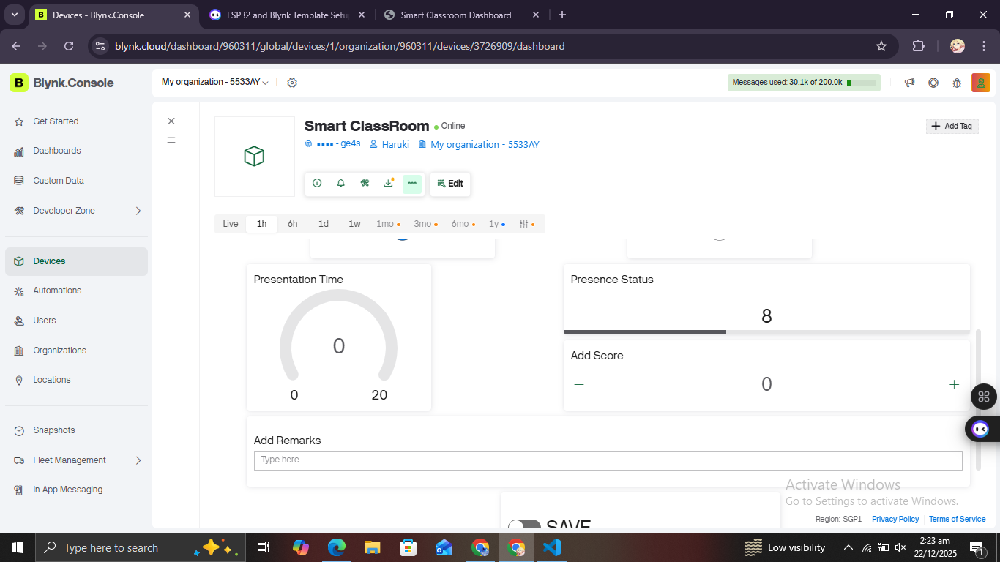 Devices - Blynk.Console
ESP32 and Blynk Template Setu
Smart Classroom Dashboard
blynk.cloud/dashboard/960311/global/devices/1/organization/960311/devices/3726909/dashboard
B Blynk.Console
My organization - 5533AY
Messages used: 30.1k of 200.0k
Get Started
Dashboards
Custom Data
Developer Zone
Devices
Automations
Users
Organizations
Locations
Snapshots
Fleet Management
In-App Messaging
Smart ClassRoom
Online
Add Tag
▪▪▪▪ - ge4s
Haruki
My organization - 5533AY
Edit
Live 1h 6h 1d 1w 1mo 3mo 6mo 1y
Presentation Time
0
0 20
Presence Status
8
Add Score
− 0 +
Add Remarks
Type here
SAVE
Activate Windows
Go to Settings to activate Windows.
Region: SGP1 Privacy Policy Terms of Service
Type here to search
Low visibility
2:23 am
22/12/2025
1